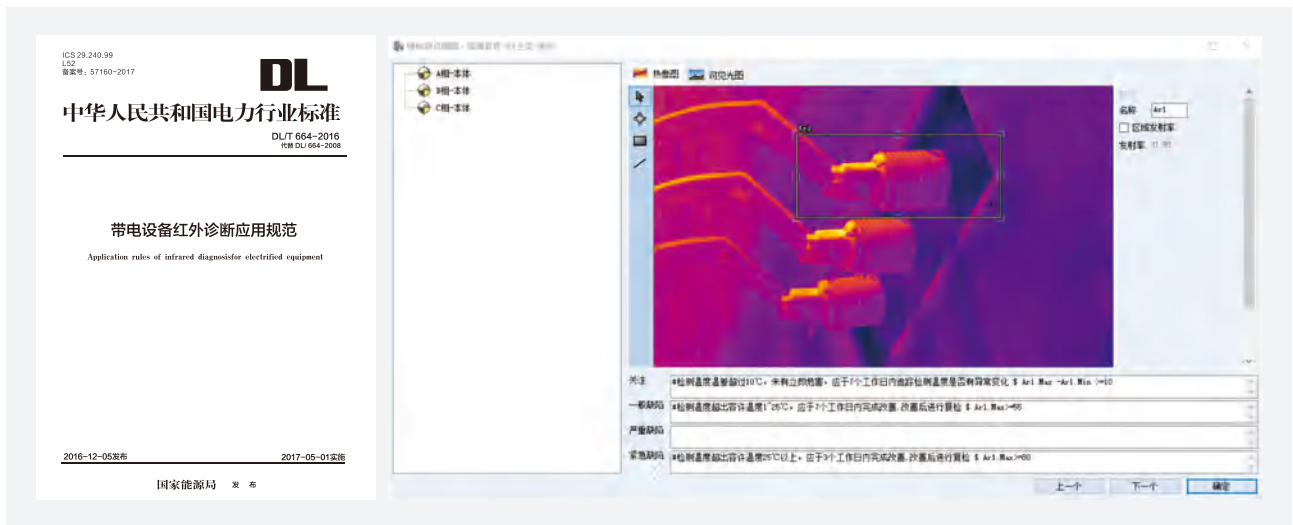 ICS 29.240.99
L52
备案号：57160-2017
DL
中华人民共和国电力行业标准
DL/T 664-2016
代替 DL/ 664-2008
带电设备红外诊断应用规范
Application rules of infrared diagnosisfor electrified equipment
2016-12-05发布
2017-05-01实施
国家能源局 发 布
A相-本体
B相-本体
C相-本体
热像图
可见光图
名称 Ar1
区域发射率
发射率
关注
#检测温度温差超过10℃，未有立即危害，应于7个工作日内追踪检测温度是否有异常变化 $ Ar1.Max -Ar1.Min >=10
一般缺陷
#检测温度超出容许温度1~25℃，应于7个工作日内完成改善,改善后进行复检 $ Ar1.Max>=55
严重缺陷
紧急缺陷
#检测温度超出容许温度25℃以上，应于3个工作日内完成改善,改善后进行复检 $ Ar1.Max>=80
上一个
下一个
确定